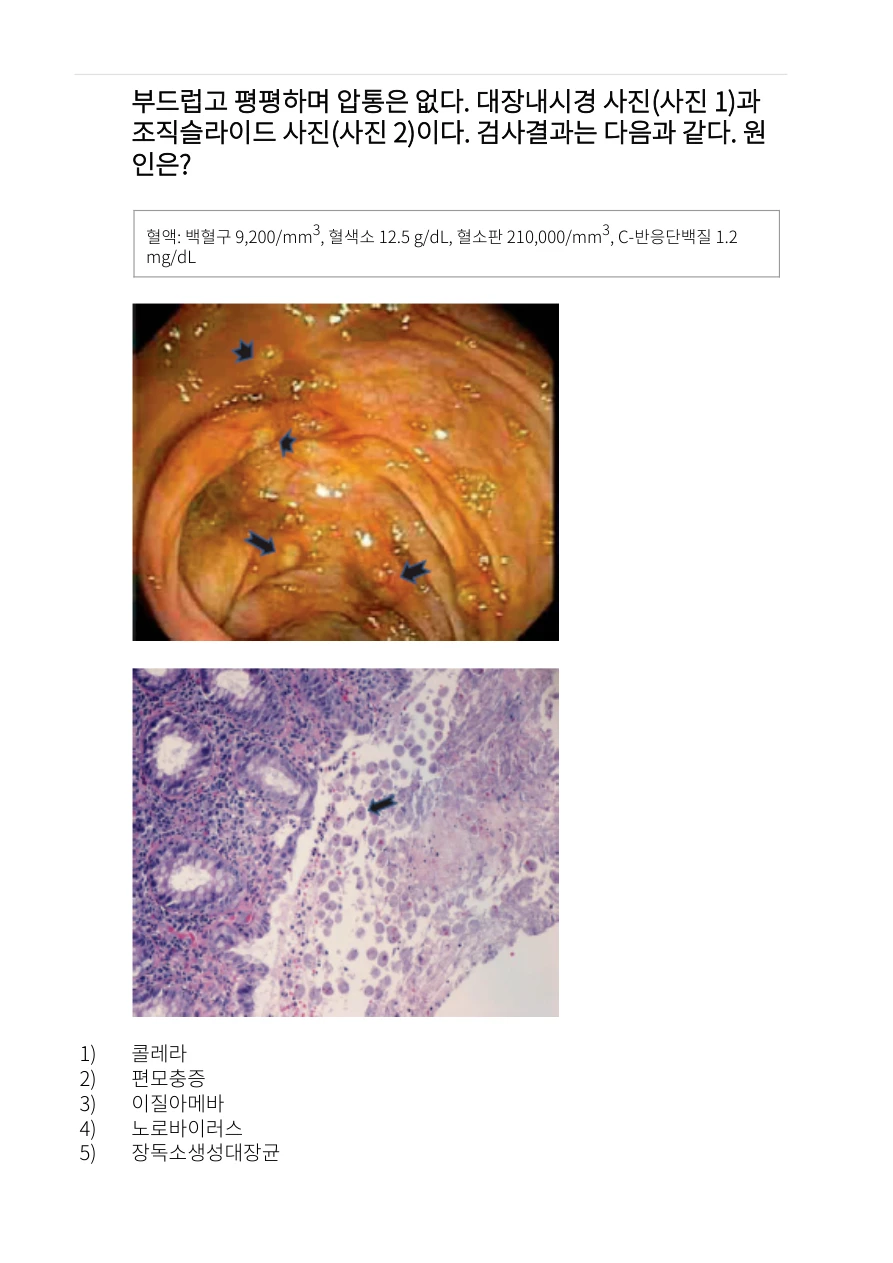 부드럽고 평평하며 압통은 없다. 대장내시경 사진(사진 1)과
조직슬라이드 사진(사진 2)이다. 검사결과는 다음과 같다. 원
인은?
혈액: 백혈구 9,200/mm3, 혈색소 12.5 g/dL, 혈소판 210,000/mm3, C-반응단백질 1.2
mg/dL
1) 콜레라
2) 편모충증
3) 이질아메바
4) 노로바이러스
5) 장독소생성대장균